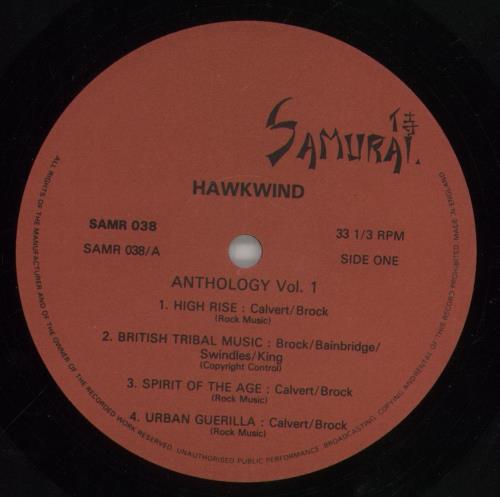 SAMURAI.
HAWKWIND
SAMR 038
SAMR 038/A
33 1/3 RPM
SIDE ONE
ANTHOLOGY Vol. 1
1. HIGH RISE : Calvert/Brock
(Rock Music)
2. BRITISH TRIBAL MUSIC : Brock/Bainbridge/
Swindles/King
(Copyright Control)
3. SPIRIT OF THE AGE : Calvert/Brock
(Rock Music)
4. URBAN GUERILLA : Calvert/Brock
(Rock Music)
ALL RIGHTS OF THE MANUFACTURER AND OF THE OWNER OF THE RECORDED WORK RESERVED. UNAUTHORISED PUBLIC PERFORMANCE, BROADCASTING, COPYING, AND RENTAL OF THIS RECORD PROHIBITED. MADE IN ENGLAND